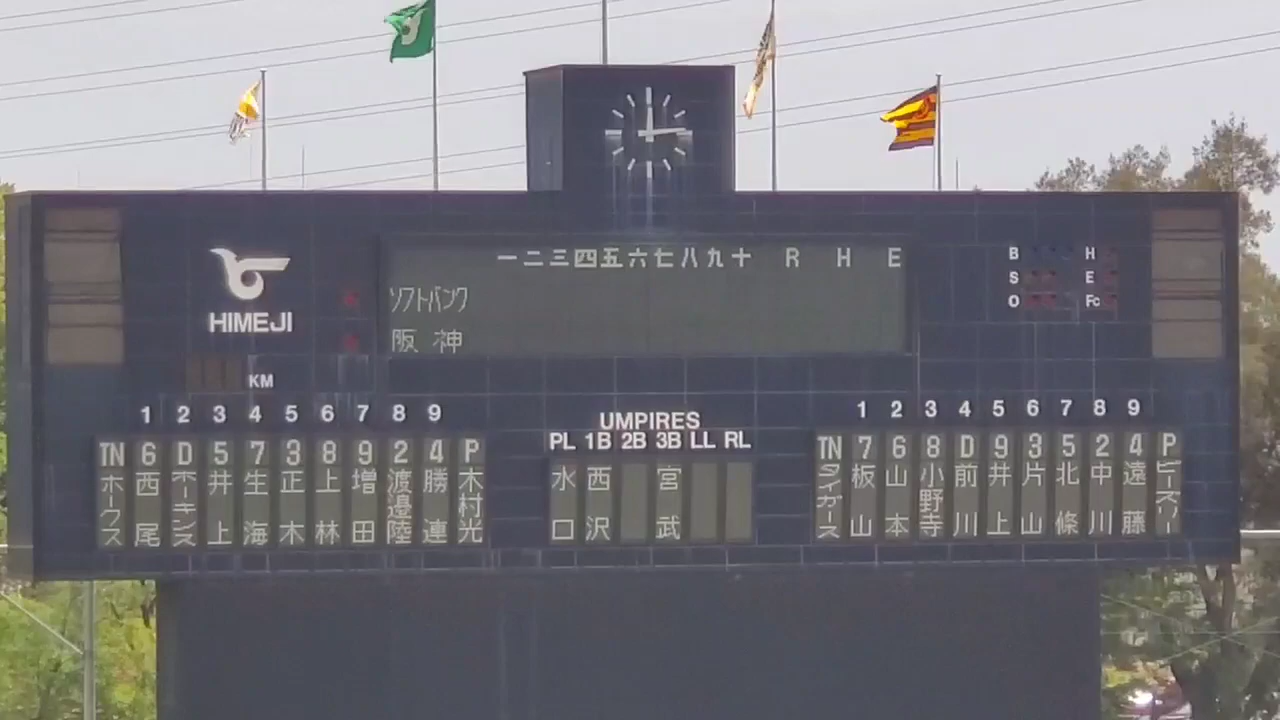 一二三四五六七八九十 R H E
ソフトバンク
阪神
HIMEJI
B H
S E
O Fc
KM
1 2 3 4 5 6 7 8 9
TN 6 D 5 7 3 8 9 2 4 P
ホークス 西尾 ホーキンス 井上 生海 正木 上林 増田 渡邉陸 勝連 木村光
UMPIRES
PL 1B 2B 3B LL RL
水口 西沢 宮武
1 2 3 4 5 6 7 8 9
TN 7 6 8 D 9 3 5 2 4 P
タイガース 板山 山本 小野寺 前川 井上 片山 北條 中川 遠藤 ビーズリー